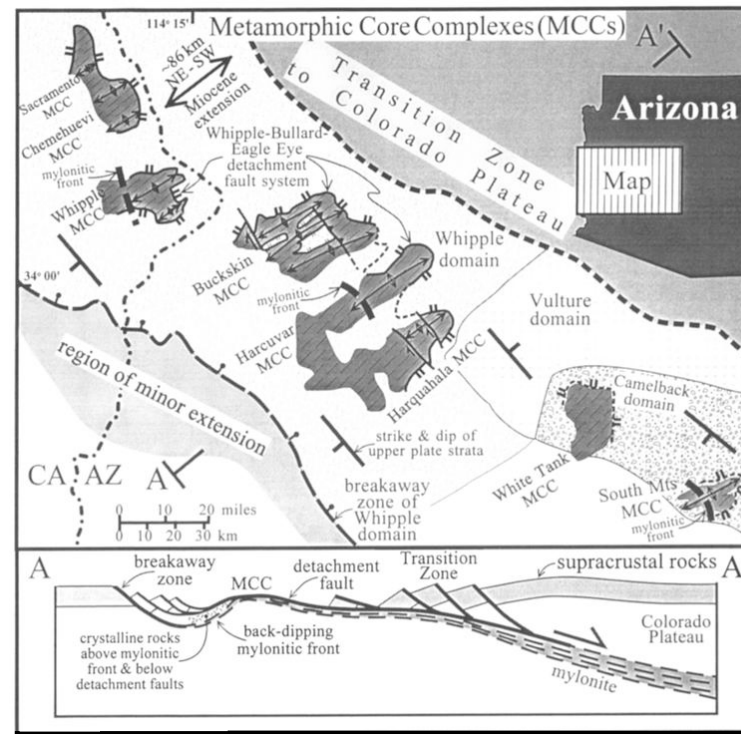 114° 15'
Metamorphic Core Complexes (MCCs)
A'
~86 km
NE-SW
Miocene
extension
Transition Zone
to Colorado Plateau
Arizona
Map
Sacramento
MCC
Chemehuevi
MCC
mylonitic
front
Whipple
MCC
Whipple-Bullard-
Eagle Eye
detachment
fault system
34° 00'
Buckskin
MCC
Whipple
domain
mylonitic
front
Harcuvar
MCC
Harquahala MCC
Vulture
domain
region of minor extension
Camelback
domain
strike & dip of
upper plate strata
White Tank
MCC
South Mts
MCC
mylonitic
front
CA
AZ
A
breakaway
zone of
Whipple
domain
0 10 20 miles
0 10 20 30 km
A
breakaway
zone
MCC
detachment
fault
Transition
Zone
supracrustal rocks
A'
crystalline rocks
above mylonitic
front & below
detachment faults
back-dipping
mylonitic front
Colorado
Plateau
mylonite